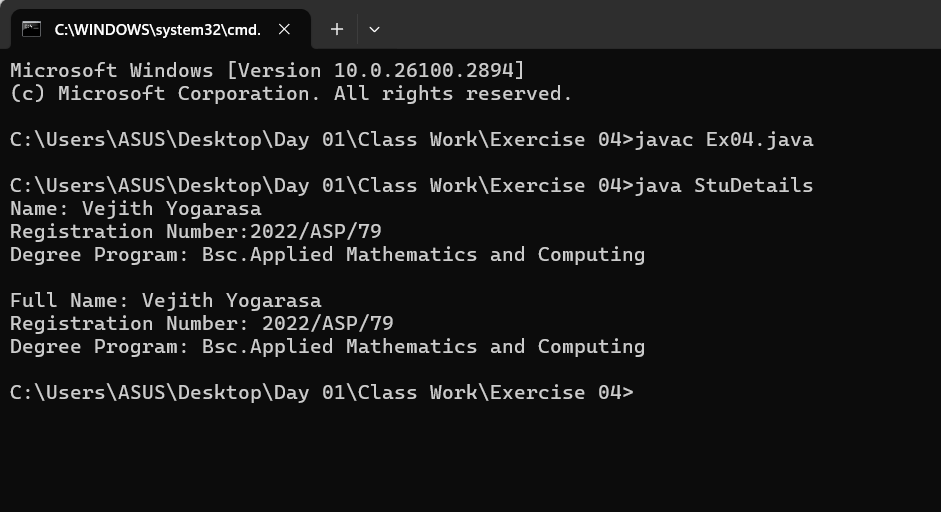 C:\WINDOWS\system32\cmd.
Microsoft Windows [Version 10.0.26100.2894]
(c) Microsoft Corporation. All rights reserved.
C:\Users\ASUS\Desktop\Day 01\Class Work\Exercise 04>javac Ex04.java
C:\Users\ASUS\Desktop\Day 01\Class Work\Exercise 04>java StuDetails
Name: Vejith Yogarasa
Registration Number:2022/ASP/79
Degree Program: Bsc.Applied Mathematics and Computing
Full Name: Vejith Yogarasa
Registration Number: 2022/ASP/79
Degree Program: Bsc.Applied Mathematics and Computing
C:\Users\ASUS\Desktop\Day 01\Class Work\Exercise 04>